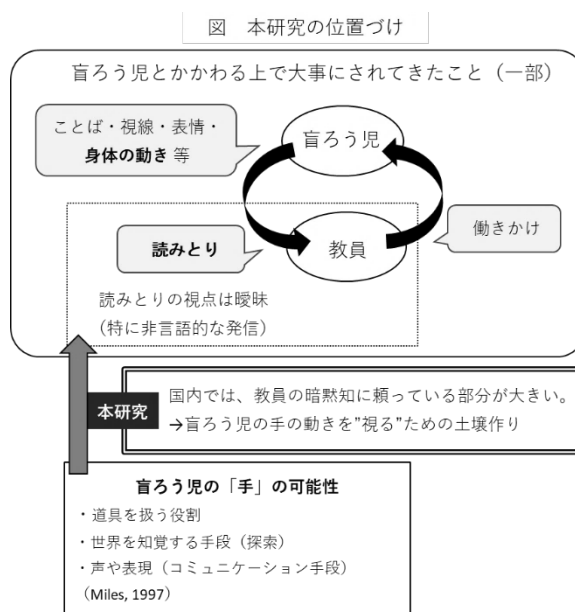 図　本研究の位置づけ
盲ろう児とかかわる上で大事にされてきたこと（一部）
ことば・視線・表情・
身体の動き 等
盲ろう児
働きかけ
読みとり
教員
読みとりの視点は曖昧
(特に非言語的な発信)
本研究
国内では、教員の暗黙知に頼っている部分が大きい。
→盲ろう児の手の動きを"視る"ための土壌作り
盲ろう児の「手」の可能性
・道具を扱う役割
・世界を知覚する手段（探索）
・声や表現（コミュニケーション手段）
(Miles, 1997)